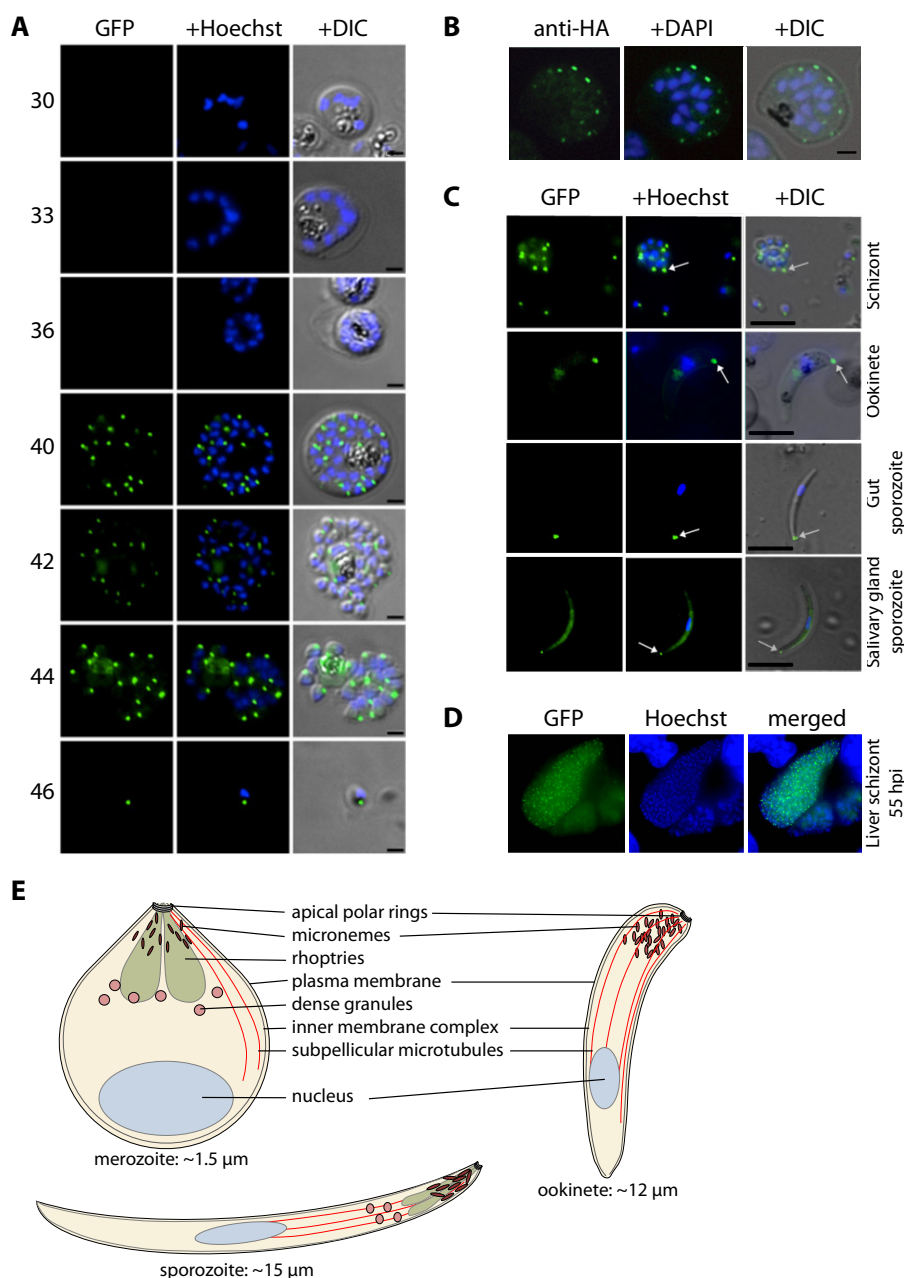 A
GFP +Hoechst +DIC
30
33
36
40
42
44
46
B
anti-HA +DAPI +DIC
C
GFP +Hoechst +DIC
Schizont
Ookinete
Gut
sporozoite
Salivary gland
sporozoite
D
GFP Hoechst merged
Liver schizont
55 hpi
E
apical polar rings
micronemes
rhoptries
plasma membrane
dense granules
inner membrane complex
subpellicular microtubules
nucleus
merozoite: ~1.5 µm
ookinete: ~12 µm
sporozoite: ~15 µm